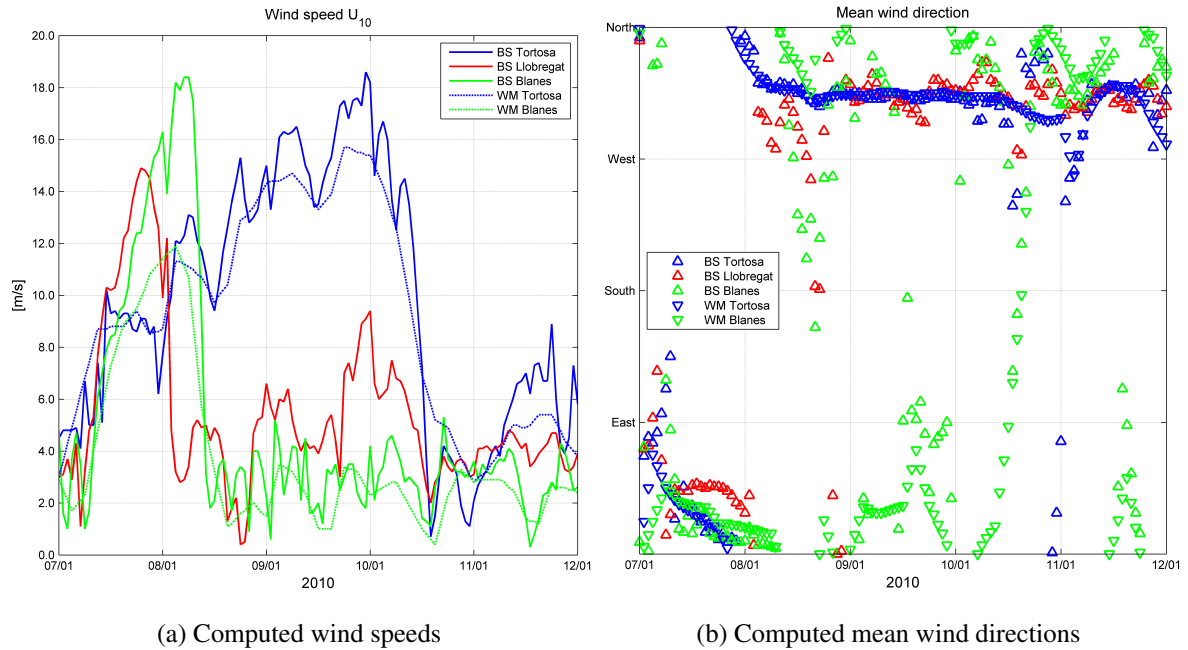 Wind speed U10
20.0
18.0
16.0
14.0
12.0
10.0
8.0
6.0
4.0
2.0
0.0
[m/s]
BS Tortosa
BS Llobregat
BS Blanes
WM Tortosa
WM Blanes
07/01
08/01
09/01
10/01
11/01
12/01
2010
(a) Computed wind speeds
Mean wind direction
North
West
South
East
BS Tortosa
BS Llobregat
BS Blanes
WM Tortosa
WM Blanes
07/01
08/01
09/01
10/01
11/01
12/01
2010
(b) Computed mean wind directions